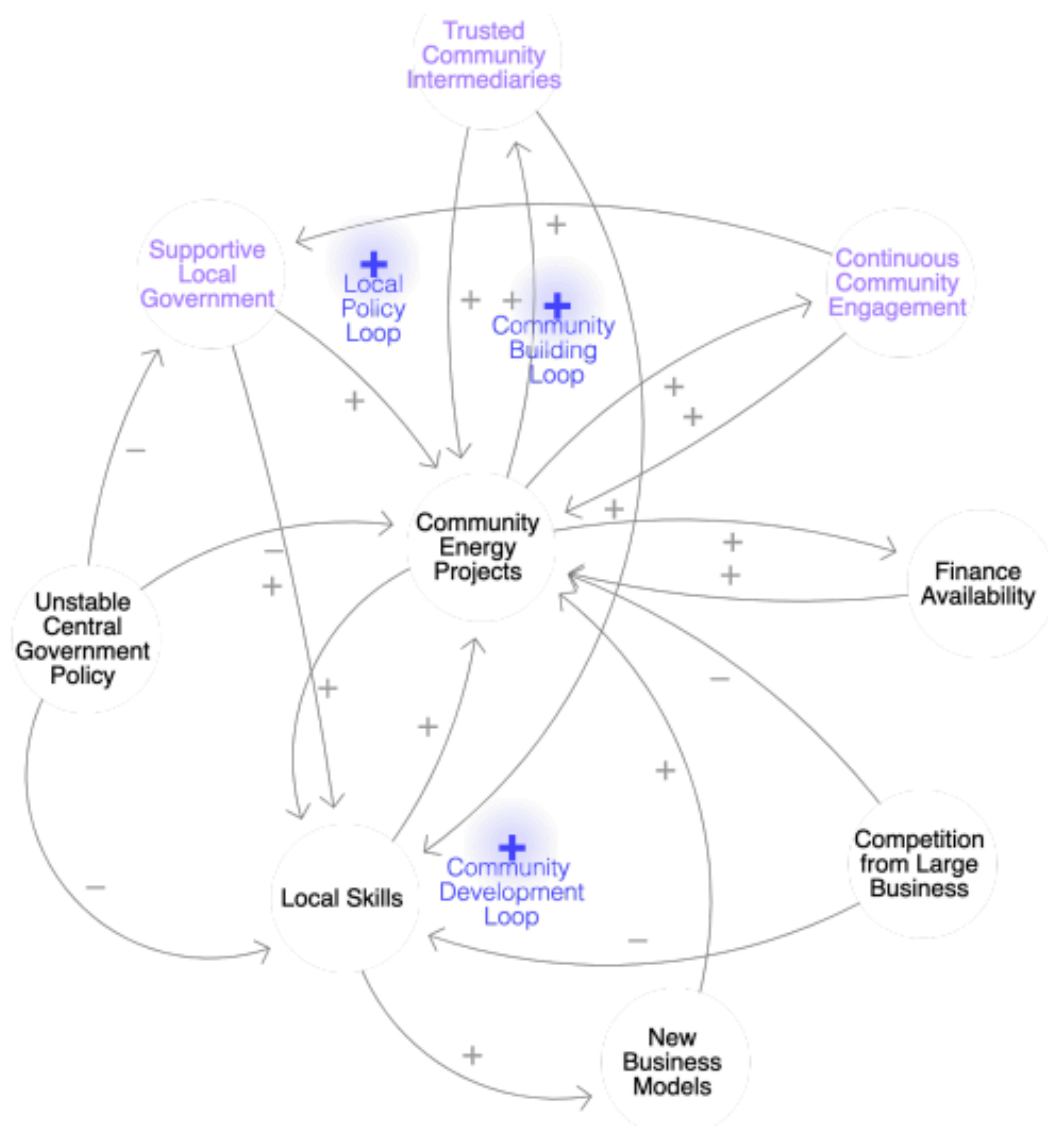 Trusted
Community
Intermediaries
+
Supportive
Local
Government
+
Local
Policy
Loop
+
+
+
Community
Building
Loop
Continuous
Community
Engagement
+
+
+
−
Community
Energy
Projects
+
+
+
Finance
Availability
−
+
Unstable
Central
Government
Policy
+
+
−
+
Competition
from Large
Business
−
Local Skills
+
Community
Development
Loop
−
+
New
Business
Models